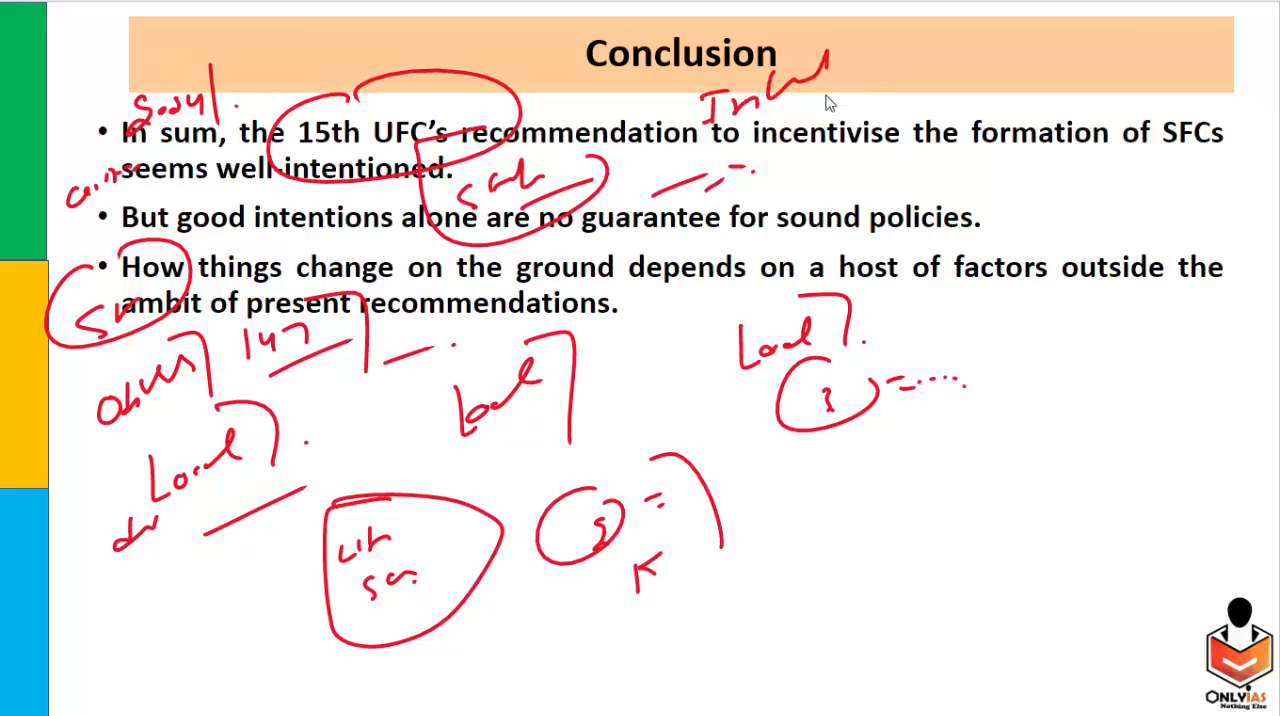 Conclusion
• In sum, the 15th UFC's recommendation to incentivise the formation of SFCs
seems well-intentioned.
• But good intentions alone are no guarantee for sound policies.
• How things change on the ground depends on a host of factors outside the
ambit of present recommendations.
Local
Local
Local
K
ONLYIAS
Nothing Else